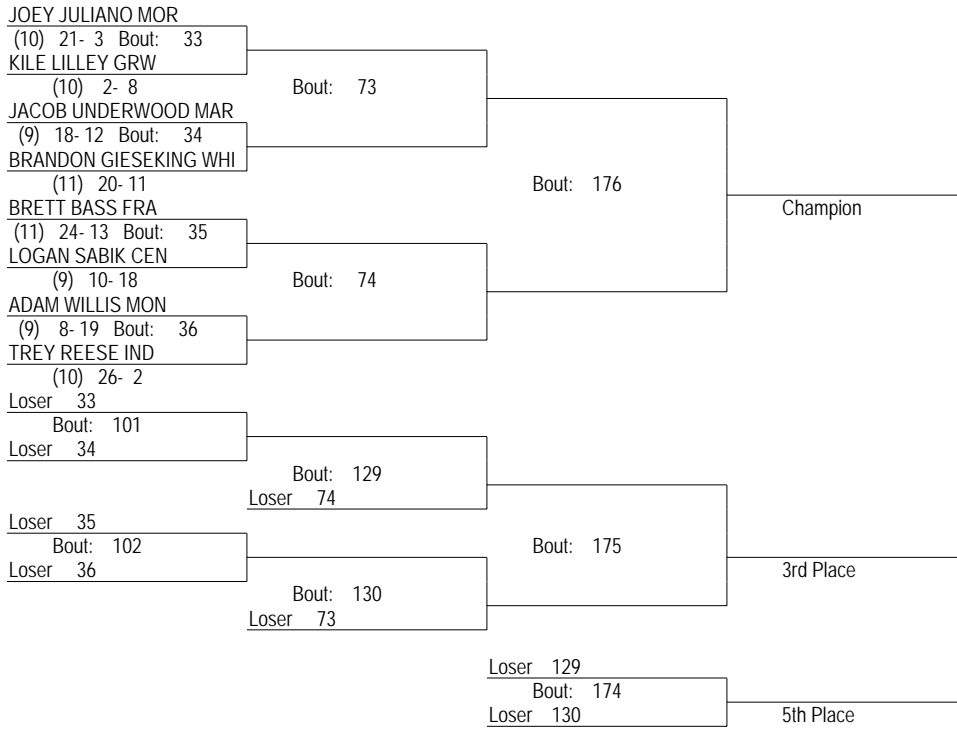 JOEY JULIANO MOR
(10) 21- 3 Bout: 33
KILE LILLEY GRW
(10) 2- 8
Bout: 73
JACOB UNDERWOOD MAR
(9) 18- 12 Bout: 34
BRANDON GIESEKING WHI
(11) 20- 11
Bout: 176
BRETT BASS FRA
Champion
(11) 24- 13 Bout: 35
LOGAN SABIK CEN
(9) 10- 18
Bout: 74
ADAM WILLIS MON
(9) 8- 19 Bout: 36
TREY REESE IND
(10) 26- 2
Loser 33
Bout: 101
Loser 34
Bout: 129
Loser 74
Loser 35
Bout: 102
Bout: 175
Loser 36
3rd Place
Bout: 130
Loser 73
Loser 129
Bout: 174
Loser 130
5th Place